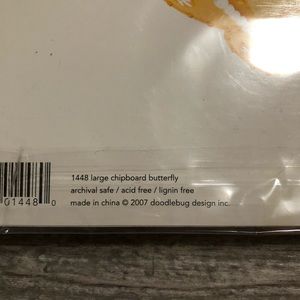 1448 large chipboard butterfly
archival safe / acid free / lignin free
made in china © 2007 doodlebug design inc.
01448 0